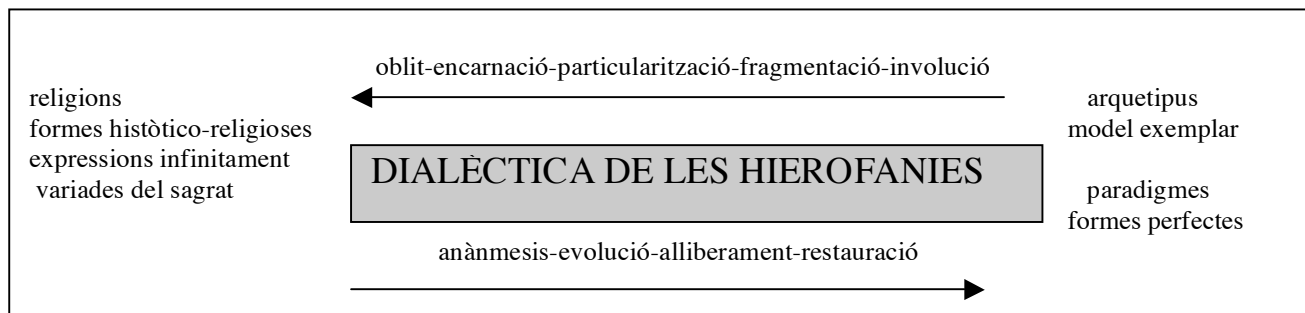 oblit-encarnació-particularització-fragmentació-involució
religions
formes històtico-religioses
expressions infinitament
variades del sagrat
DIALÈCTICA DE LES HIEROFANIES
arquetipus
model exemplar
paradigmes
formes perfectes
anànmesis-evolució-alliberament-restauració